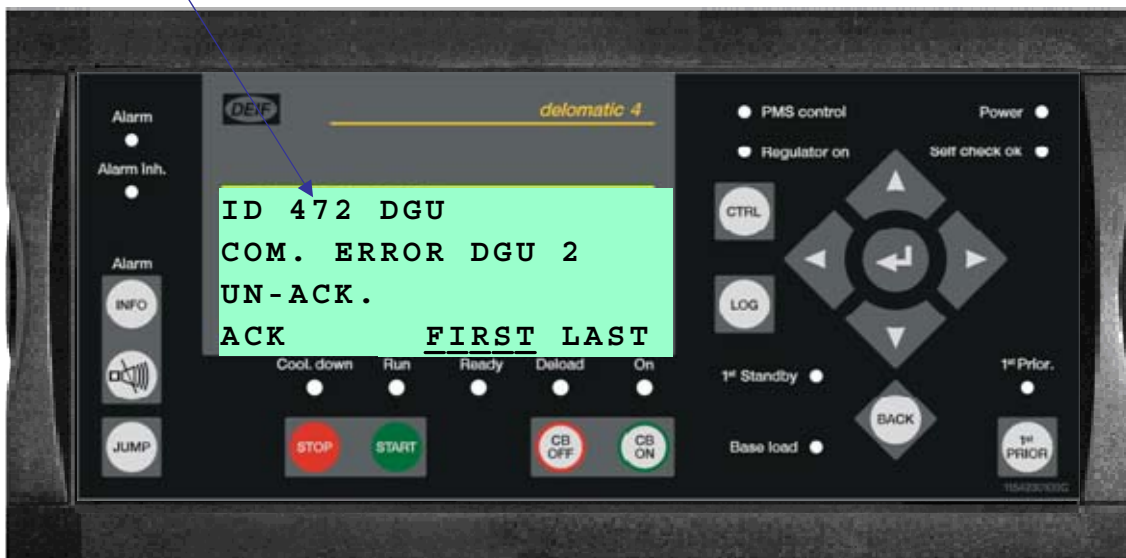 DEIF
delomatic 4
Alarm
Alarm Inh.
ID 472 DGU
COM. ERROR DGU 2
UN-ACK.
ACK FIRST LAST
PMS control
Power
Regulator on
Self check ok
CTRL
LOG
Alarm
INFO
JUMP
Cool. down
Run
Ready
Deload
On
STOP
START
CB OFF
CB ON
1st Standby
Base load
BACK
1st Prior.
1st PRIOR